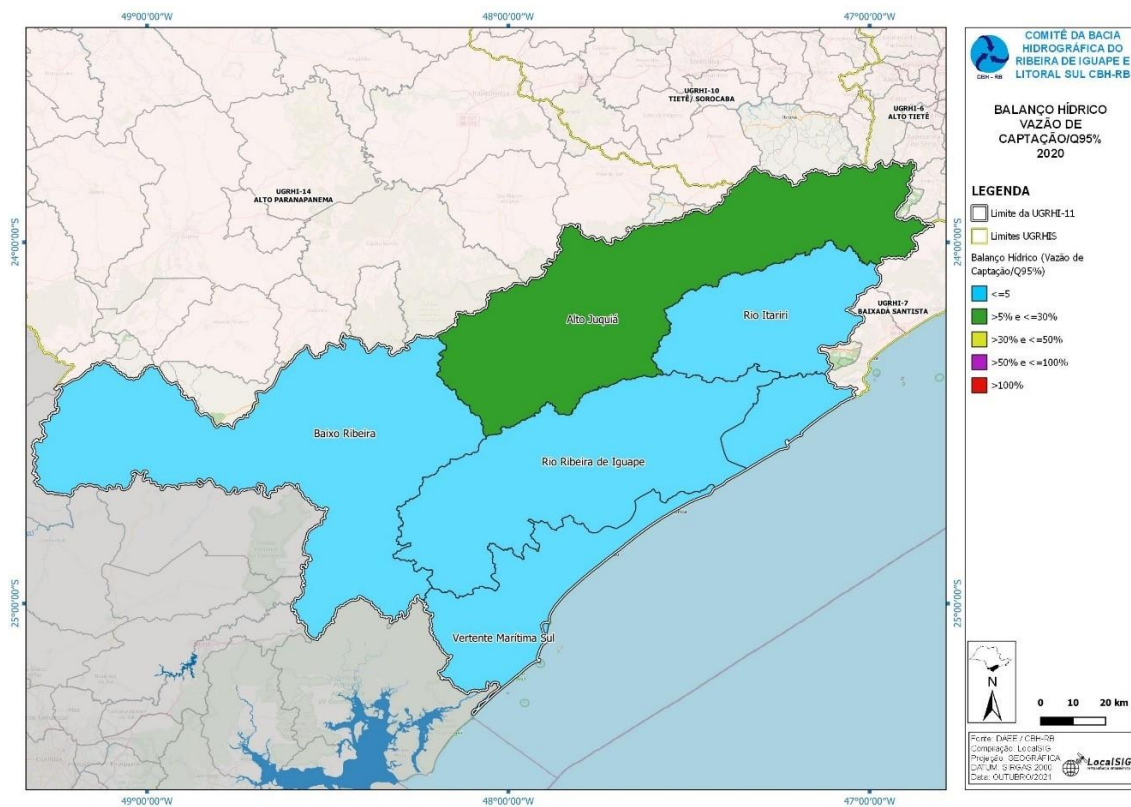 49°00'00"W
48°00'00"W
47°00'00"W
24°00'00"S
25°00'00"S
24°00'00"S
25°00'00"S
49°00'00"W
48°00'00"W
47°00'00"W
UGRHI-10
TIETÊ/ SOROCABA
UGRHI-6
ALTO TIETÊ
UGRHI-14
ALTO PARANAPANEMA
UGRHI-7
BAIXADA SANTISTA
Alto Juquiá
Rio Itariri
Baixo Ribeira
Rio Ribeira de Iguape
Vertente Marítima Sul
CBH - RB
COMITÊ DA BACIA
HIDROGRÁFICA DO
RIBEIRA DE IGUAPE E
LITORAL SUL CBH-RB
BALANÇO HÍDRICO
VAZÃO DE
CAPTAÇÃO/Q95%
2020
LEGENDA
Limite da UGRHI-11
Limites UGRHIS
Balanço Hídrico (Vazão de
Captação/Q95%)
<=5
>5% e <=30%
>30% e <=50%
>50% e <=100%
>100%
N
0 10 20 km
Fonte: DAEE / CBH-RB
Compilação: LocalSIG
Projeção: GEOGRÁFICA
DATUM: SIRGAS 2000
Data: OUTUBRO/2021
LocalSIG